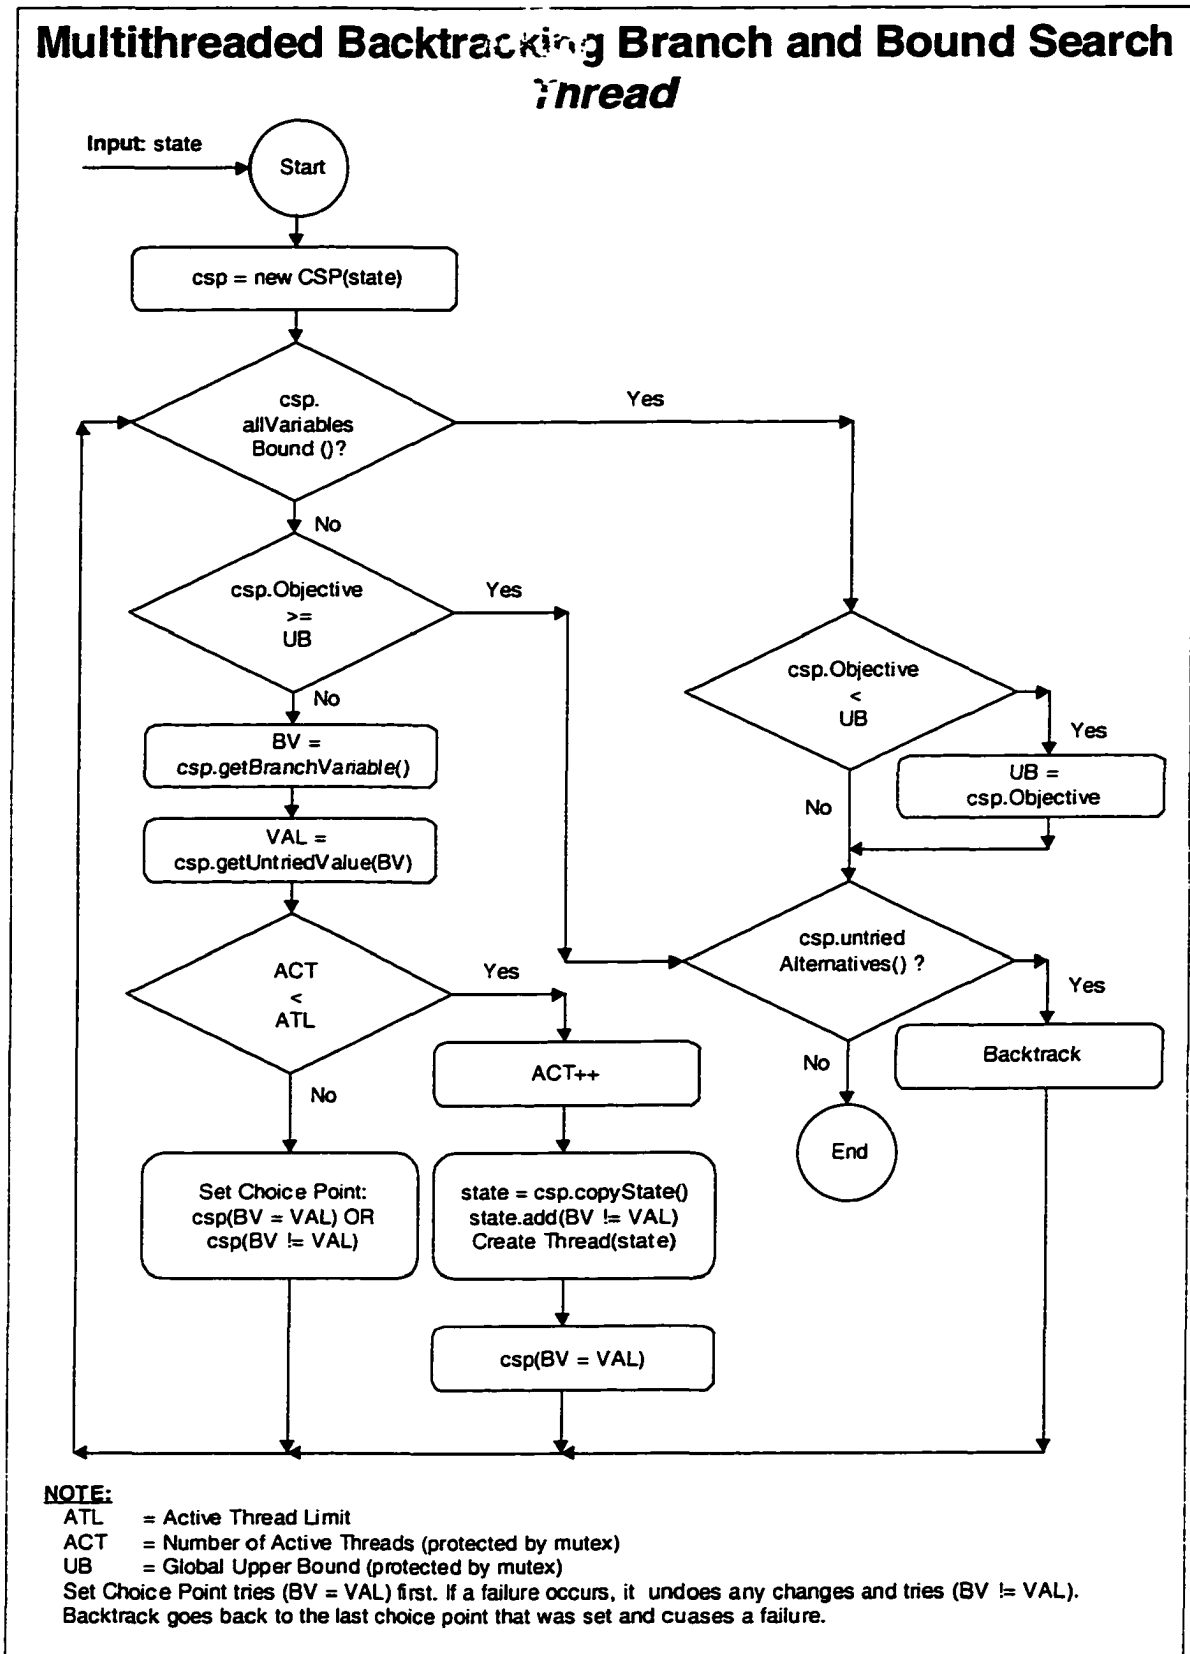 Multithreaded Backtracking Branch and Bound Search
Thread
Input: state
Start
csp = new CSP(state)
csp.
allVariables
Bound ()?
Yes
No
csp.Objective
>=
UB
Yes
No
csp.Objective
<
UB
Yes
BV =
csp.getBranchVariable()
UB =
csp.Objective
No
VAL =
csp.getUntriedValue(BV)
csp.untried
Alternatives() ?
Yes
ACT
<
ATL
Yes
No
ACT++
Backtrack
No
End
Set Choice Point:
csp(BV = VAL) OR
csp(BV != VAL)
state = csp.copyState()
state.add(BV != VAL)
Create Thread(state)
csp(BV = VAL)
NOTE:
ATL = Active Thread Limit
ACT = Number of Active Threads (protected by mutex)
UB = Global Upper Bound (protected by mutex)
Set Choice Point tries (BV = VAL) first. If a failure occurs, it undoes any changes and tries (BV != VAL).
Backtrack goes back to the last choice point that was set and cuases a failure.